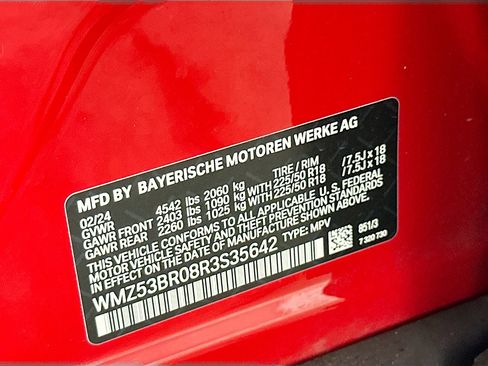 MFD BY BAYERISCHE MOTOREN WERKE AG
02/24 TIRE / RIM
GVWR 4542 lbs 2060 kg
GAWR FRONT 2403 lbs 1090 kg WITH 225/50 R18 / 7.5J x 18
GAWR REAR 2260 lbs 1025 kg WITH 225/50 R18 / 7.5J x 18
THIS VEHICLE CONFORMS TO ALL APPLICABLE U.S. FEDERAL
MOTOR VEHICLE SAFETY AND THEFT PREVENTION STANDARDS
IN EFFECT ON THE DATE OF MANUFACTURE SHOWN ABOVE.
WMZ53BR08R3S35642 TYPE: MPV
851/3
7 320 730